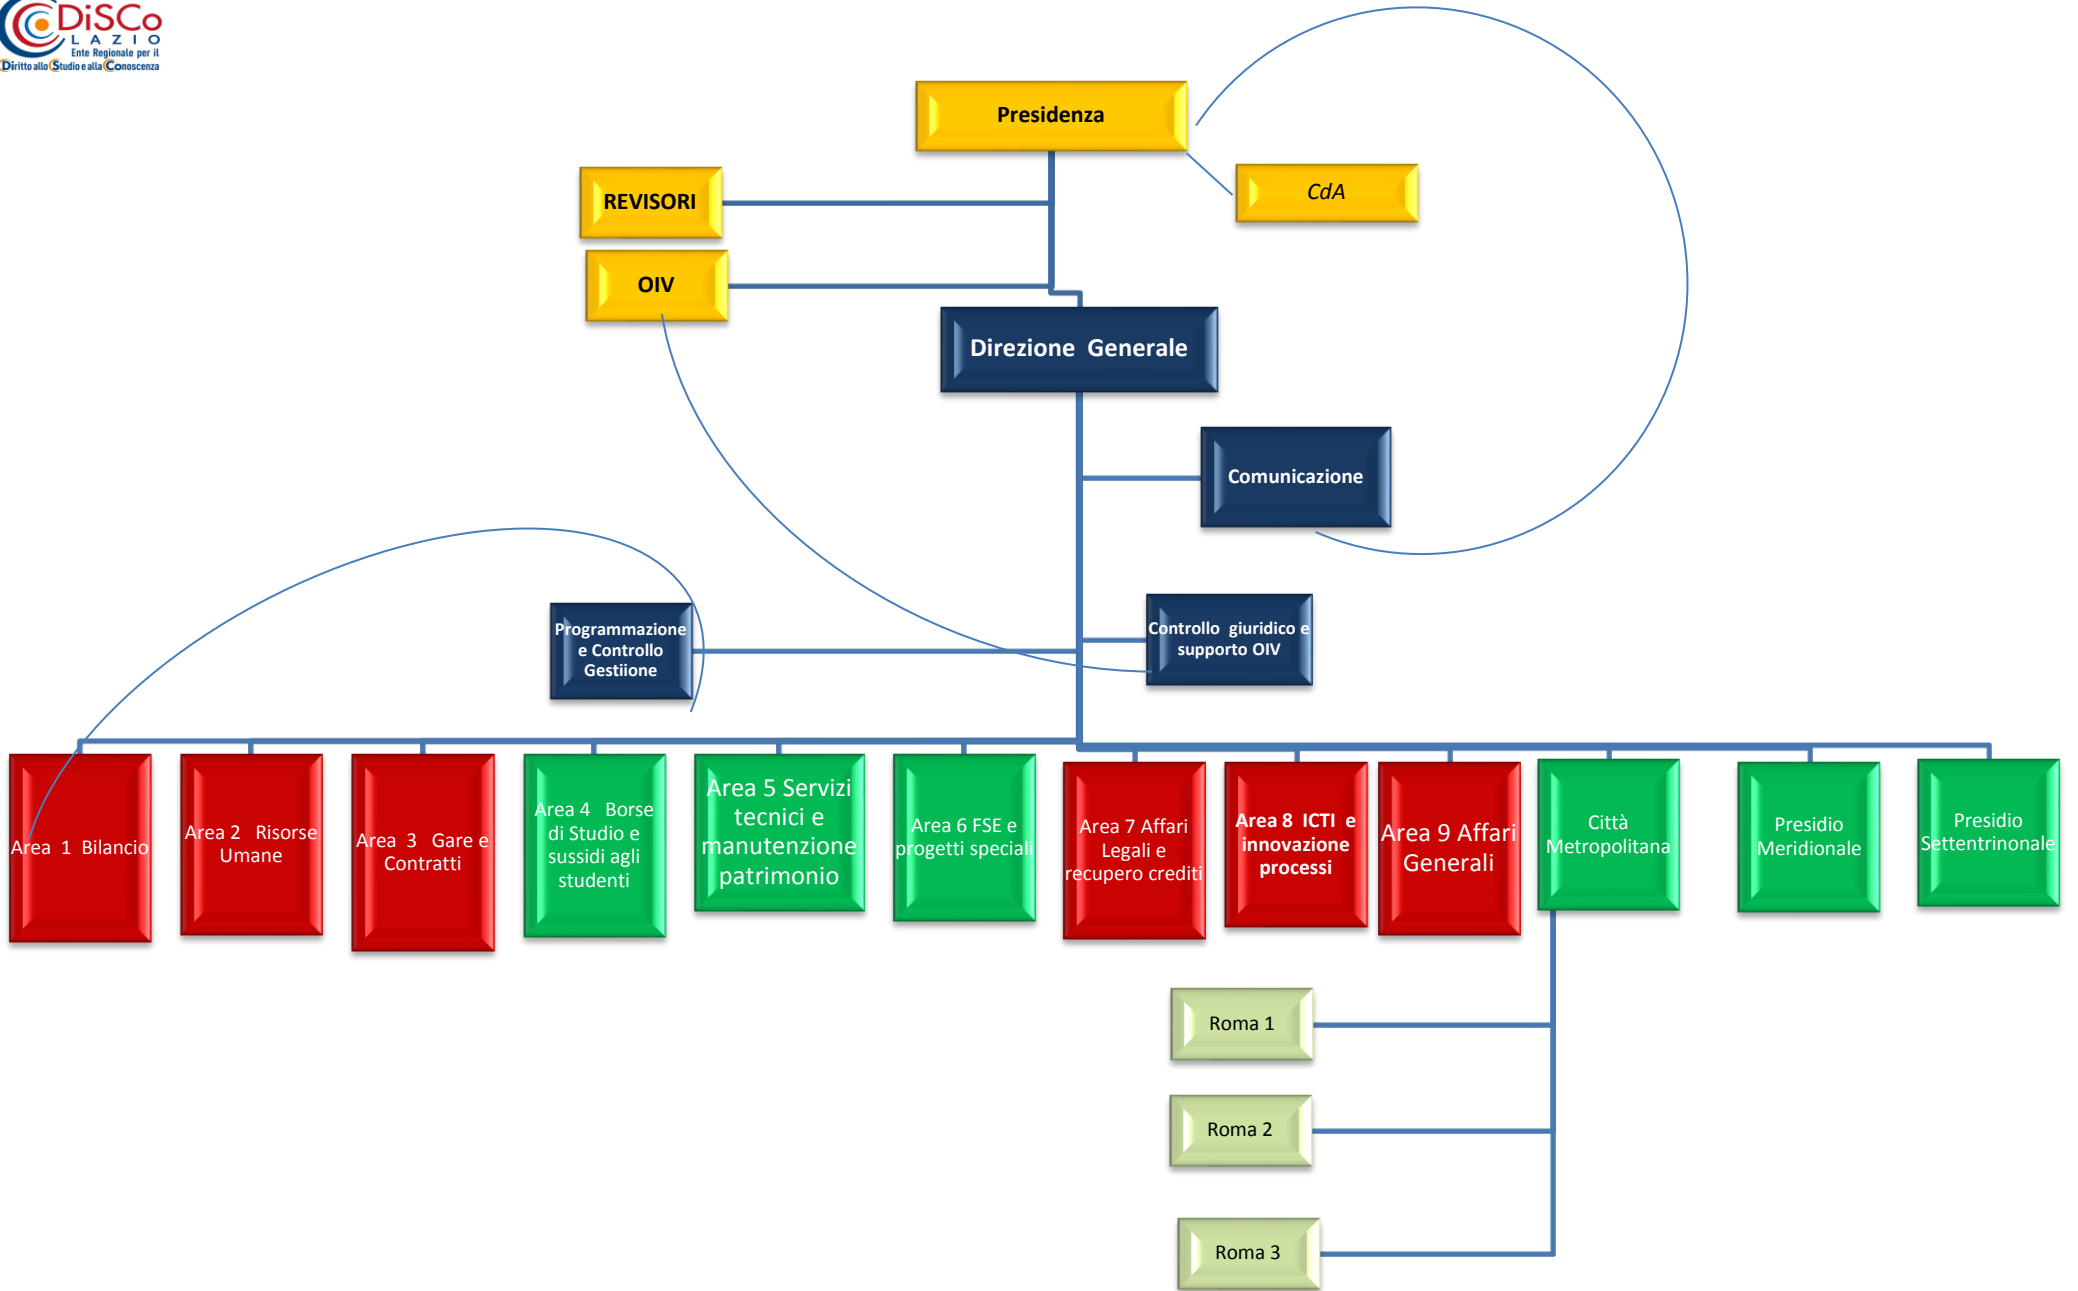 DiSCo
LAZIO
Ente Regionale per il
Diritto allo Studio e alla Conoscenza
Presidenza
CdA
REVISORI
OIV
Direzione Generale
Comunicazione
Programmazione
e Controllo
Gestiione
Controllo giuridico e
supporto OIV
Area 1 Bilancio
Area 2 Risorse
Umane
Area 3 Gare e
Contratti
Area 4 Borse
di Studio e
sussidi agli
studenti
Area 5 Servizi
tecnici e
manutenzione
patrimonio
Area 6 FSE e
progetti speciali
Area 7 Affari
Legali e
recupero crediti
Area 8 ICTI e
innovazione
processi
Area 9 Affari
Generali
Città
Metropolitana
Presidio
Meridionale
Presidio
Settentrinonale
Roma 1
Roma 2
Roma 3